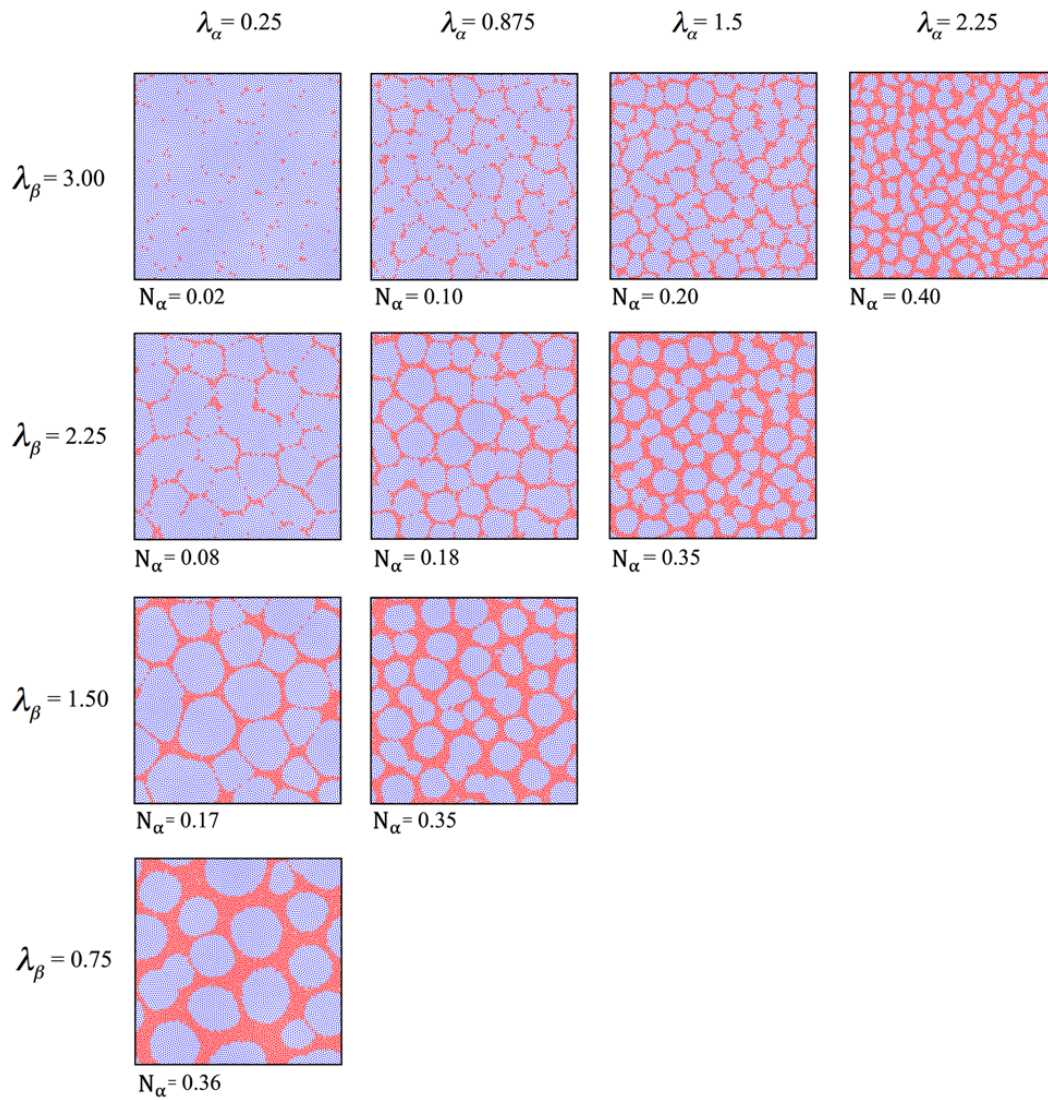 λα = 0.25 λα = 0.875 λα = 1.5 λα = 2.25
λβ = 3.00
Nα = 0.02 Nα = 0.10 Nα = 0.20 Nα = 0.40
λβ = 2.25
Nα = 0.08 Nα = 0.18 Nα = 0.35
λβ = 1.50
Nα = 0.17 Nα = 0.35
λβ = 0.75
Nα = 0.36